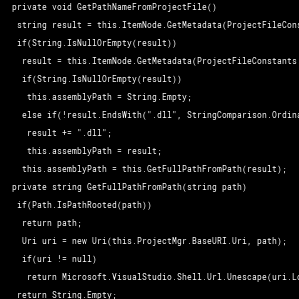 private void GetPathNameFromProjectFile()
string result = this.ItemNode.GetMetadata(ProjectFileCons
if(String.IsNullOrEmpty(result))
result = this.ItemNode.GetMetadata(ProjectFileConstants
if(String.IsNullOrEmpty(result))
this.assemblyPath = String.Empty;
else if(!result.EndsWith(".dll", StringComparison.Ordina
result += ".dll";
this.assemblyPath = result;
this.assemblyPath = this.GetFullPathFromPath(result);
private string GetFullPathFromPath(string path)
if(Path.IsPathRooted(path))
return path;
Uri uri = new Uri(this.ProjectMgr.BaseURI.Uri, path);
if(uri != null)
return Microsoft.VisualStudio.Shell.Url.Unescape(uri.Lo
return String.Empty;